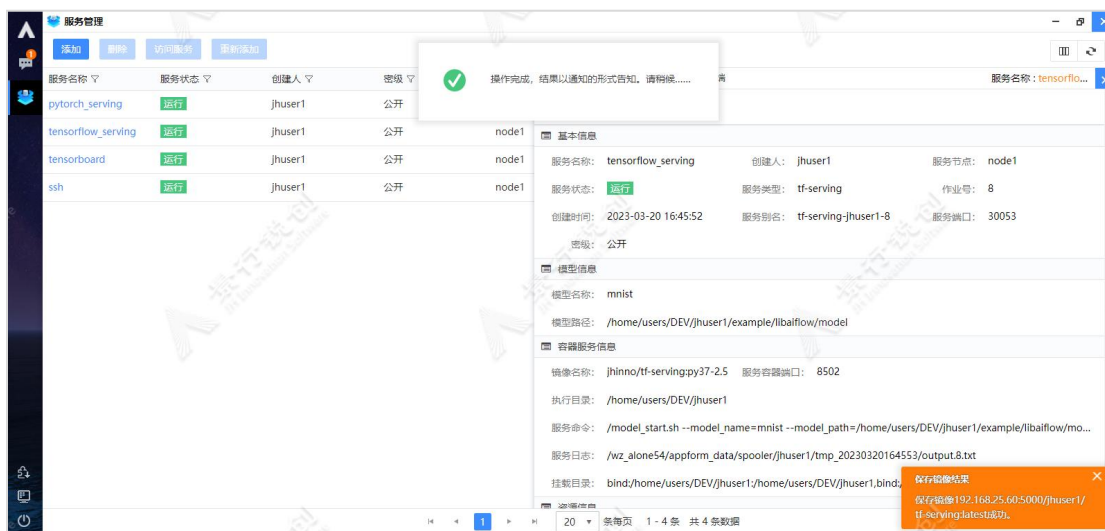 服务管理
添加 删除 访问服务 重新添加
服务名称 服务状态 创建人 密级
操作完成，结果以通知的形式告知。请稍候......
服务名称 : tensorflo...
pytorch_serving 运行 jhuser1 公开
tensorflow_serving 运行 jhuser1 公开 node1
tensorboard 运行 jhuser1 公开 node1
ssh 运行 jhuser1 公开 node1
基本信息
服务名称: tensorflow_serving 创建人: jhuser1 服务节点: node1
服务状态: 运行 服务类型: tf-serving 作业号: 8
创建时间: 2023-03-20 16:45:52 服务别名: tf-serving-jhuser1-8 服务端口: 30053
密级: 公开
模型信息
模型名称: mnist
模型路径: /home/users/DEV/jhuser1/example/libaiflow/model
容器服务信息
镜像名称: jhinno/tf-serving:py37-2.5 服务容器端口: 8502
执行目录: /home/users/DEV/jhuser1
服务命令: /model_start.sh --model_name=mnist --model_path=/home/users/DEV/jhuser1/example/libaiflow/mo...
服务日志: /wz_alone54/appform_data/spooler/jhuser1/tmp_20230320164553/output.8.txt
挂载目录: bind:/home/users/DEV/jhuser1:/home/users/DEV/jhuser1,bind:
资源信息
保存镜像结果
保存镜像192.168.25.60:5000/jhuser1/
tf-serving:latest成功。
1 20 条每页 1 - 4 条 共 4 条数据